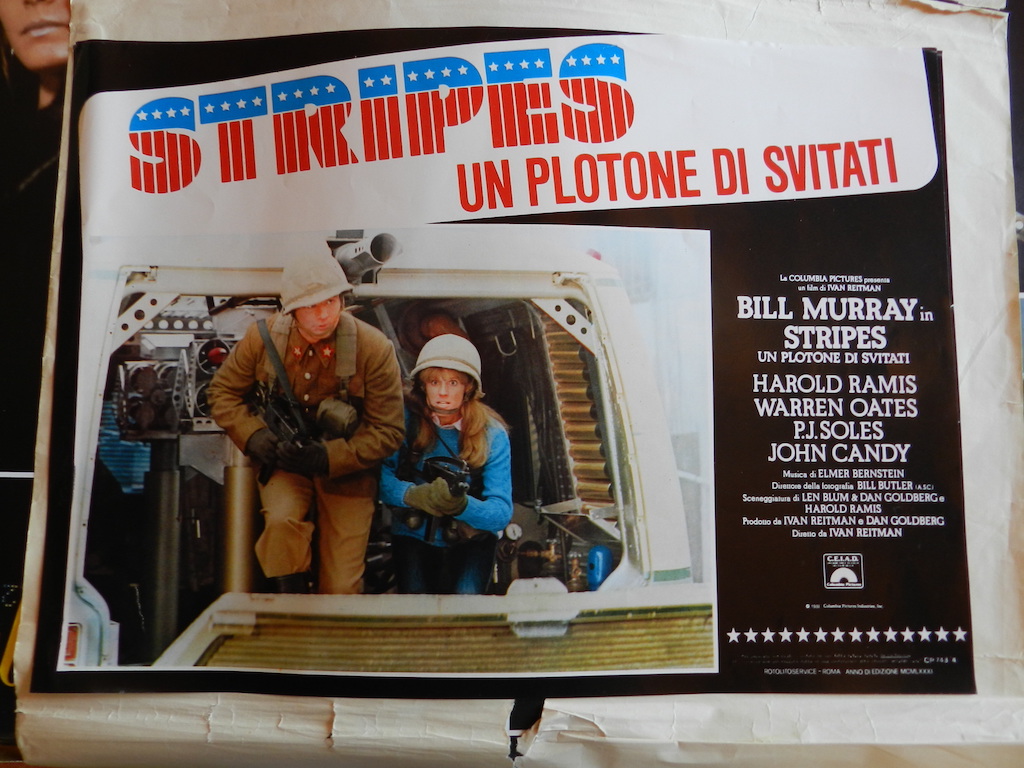 STRIPES
UN PLOTONE DI SVITATI
La COLUMBIA PICTURES presenta
un film di IVAN REITMAN
BILL MURRAY in
STRIPES
UN PLOTONE DI SVITATI
HAROLD RAMIS
WARREN OATES
P.J. SOLES
JOHN CANDY
Musica di ELMER BERNSTEIN
Direttore della fotografia BILL BUTLER (A.S.C.)
Sceneggiatura di LEN BLUM & DAN GOLDBERG e
HAROLD RAMIS
Prodotto da IVAN REITMAN e DAN GOLDBERG
Diretto da IVAN REITMAN
C.E.I.A.D.
Columbia Pictures
Columbia Pictures Industries, Inc.
ROTOLITOSERVICE - ROMA ANNO DI EDIZIONE MCMLXXXI